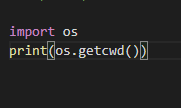 import os
print(os.getcwd())